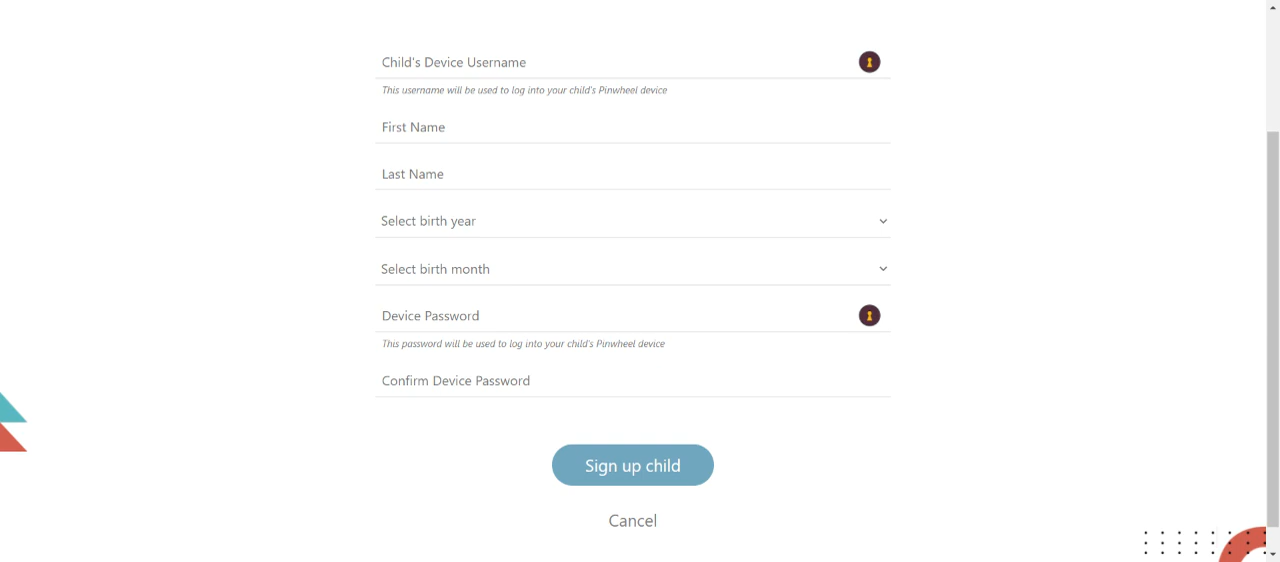 Child's Device Username
This username will be used to log into your child's Pinwheel device
First Name
Last Name
Select birth year
Select birth month
Device Password
This password will be used to log into your child's Pinwheel device
Confirm Device Password
Sign up child
Cancel